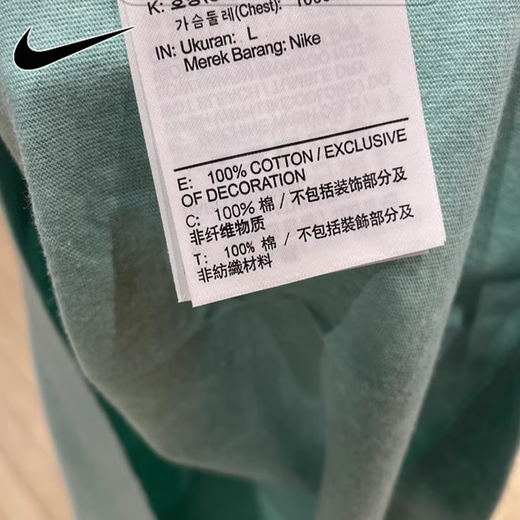 가슴둘레(Chest):
IN: Ukuran: L
Merek Barang: Nike
E: 100% COTTON / EXCLUSIVE
OF DECORATION
C: 100% 棉 / 不包括装饰部分及
非纤维物质
T: 100% 棉 / 不包括裝飾部分及
非紡織材料